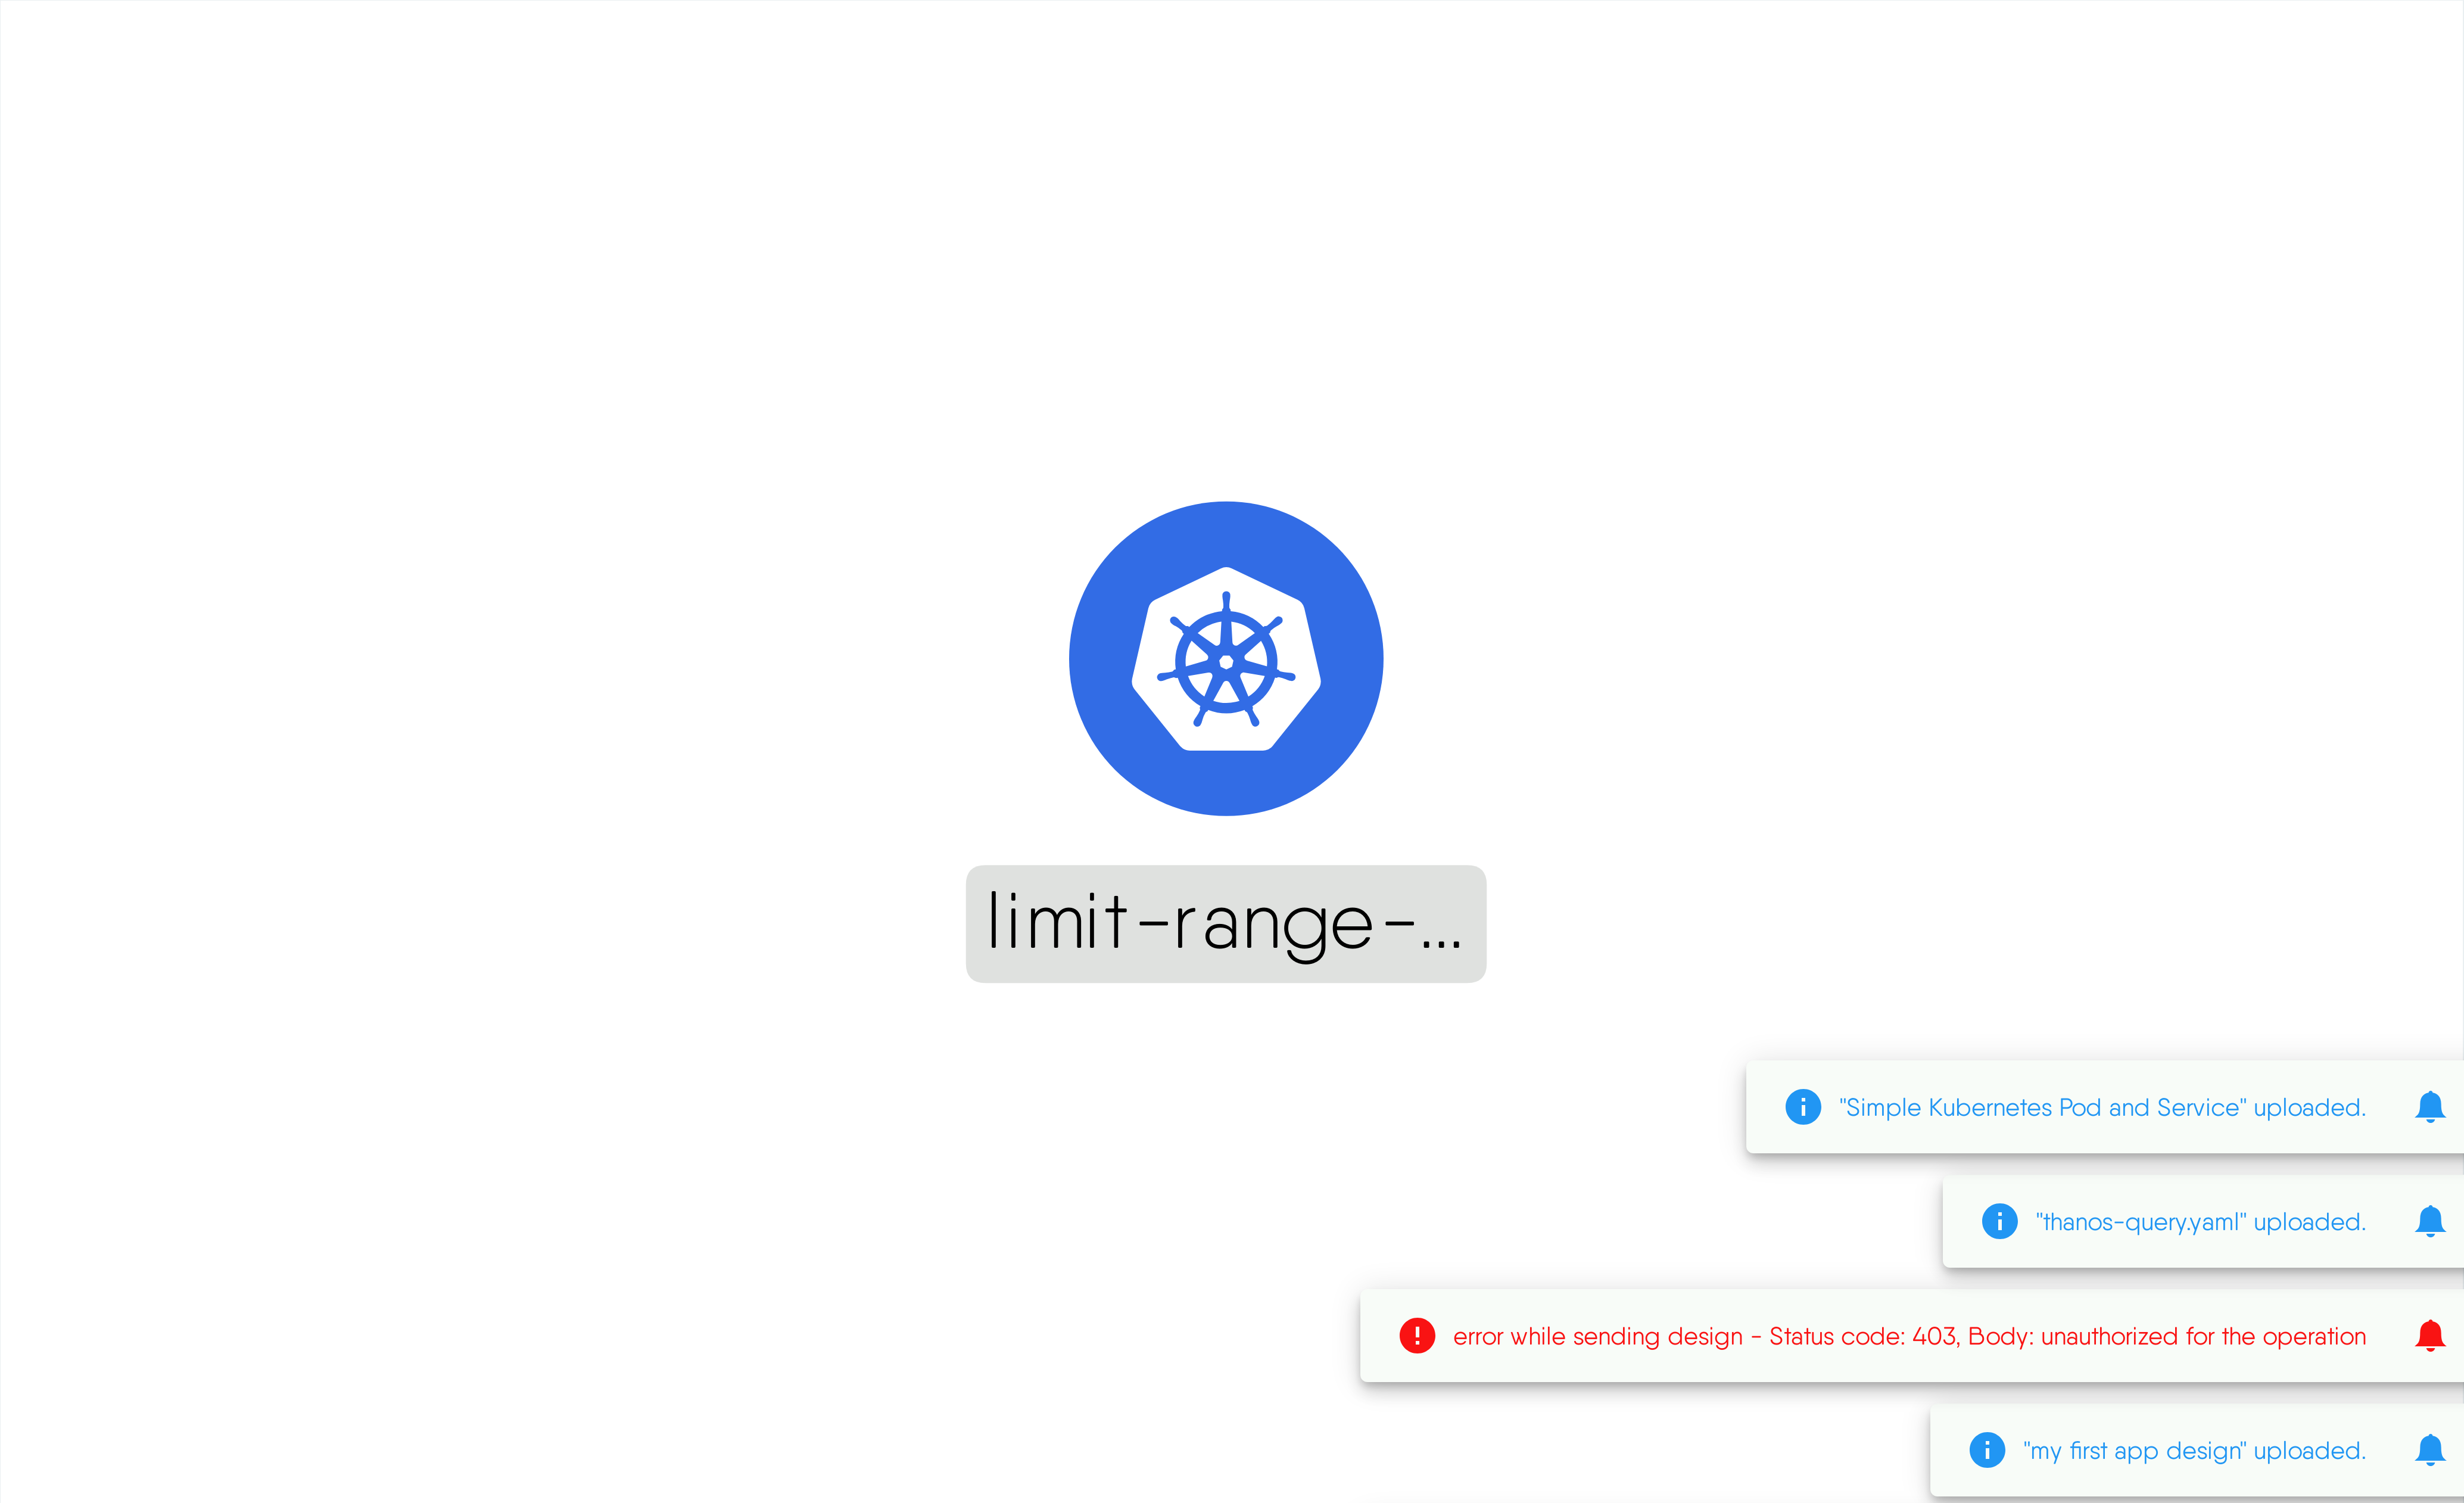 limit-range-...
"Simple Kubernetes Pod and Service" uploaded.
"thanos-query.yaml" uploaded.
error while sending design - Status code: 403, Body: unauthorized for the operation
"my first app design" uploaded.